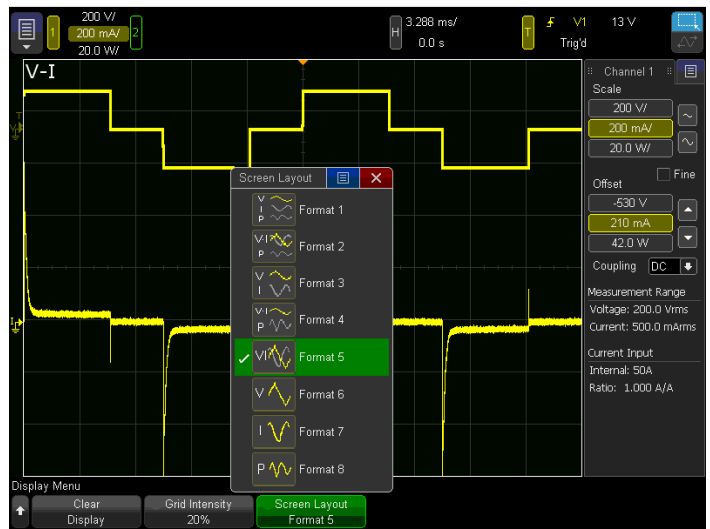 200 V/
1 200 mA/ 2
20.0 W/
H 3.288 ms/
0.0 s
T V1 13 V
Trig'd
V-I
Channel 1
Scale
200 V/
200 mA/
20.0 W/
Fine
Offset
-530 V
210 mA
42.0 W
Coupling DC
Measurement Range
Voltage: 200.0 Vrms
Current: 500.0 mArms
Current Input
Internal: 50A
Ratio: 1.000 A/A
Screen Layout
V
I
P
Format 1
V-I
P
Format 2
V
I
Format 3
V-I
P
Format 4
VI Format 5
V Format 6
I Format 7
P Format 8
Display Menu
Clear
Display
Grid Intensity
20%
Screen Layout
Format 5